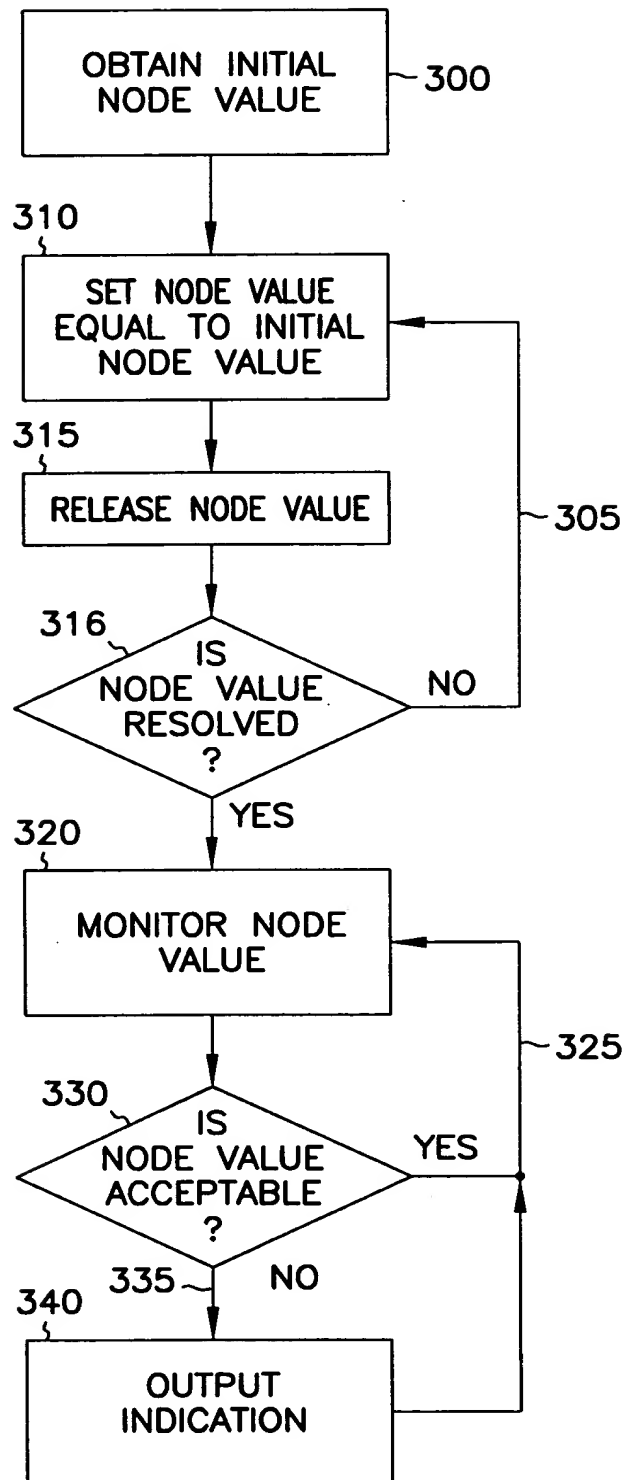 OBTAIN INITIAL
NODE VALUE
300
310
SET NODE VALUE
EQUAL TO INITIAL
NODE VALUE
315
RELEASE NODE VALUE
305
316
IS
NODE VALUE
RESOLVED
?
NO
YES
320
MONITOR NODE
VALUE
325
330
IS
NODE VALUE
ACCEPTABLE
?
YES
335
NO
340
OUTPUT
INDICATION